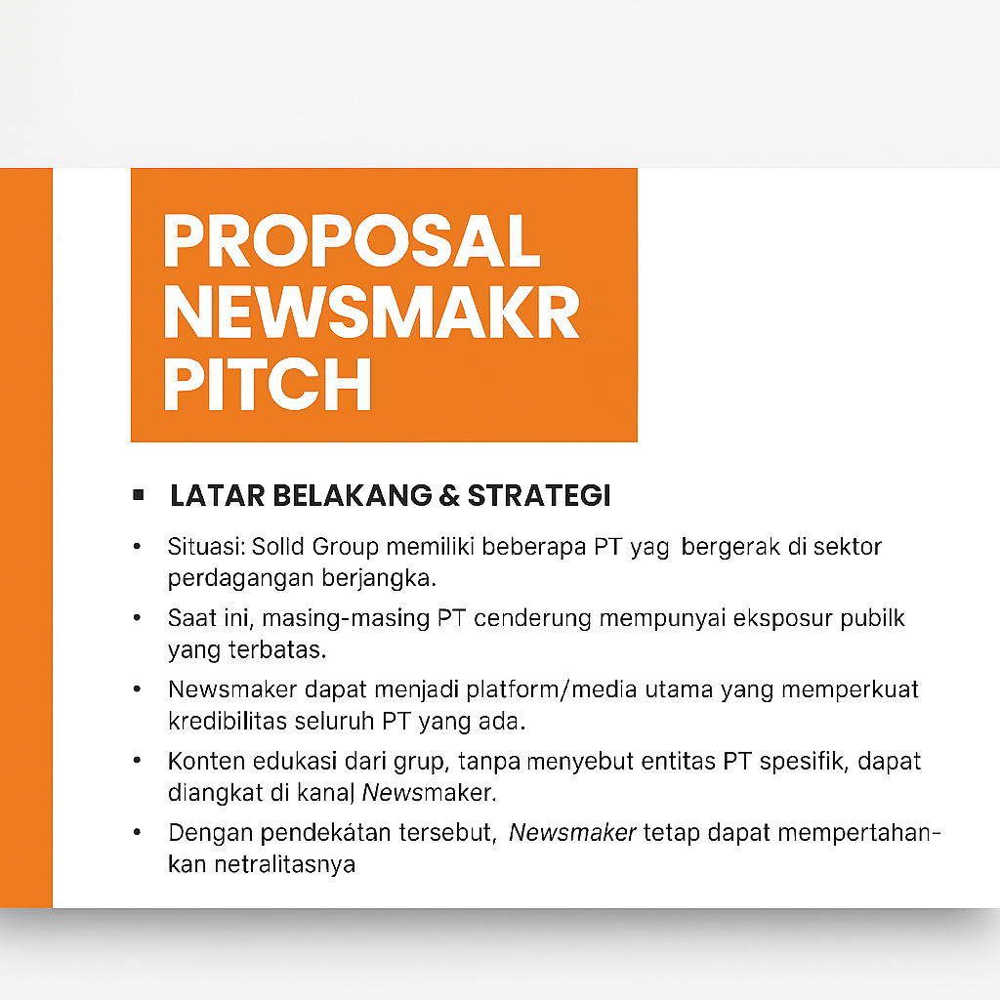 PROPOSAL
NEWSMAKR
PITCH
▪ LATAR BELAKANG & STRATEGI
• Situasi: Solld Group memiliki beberapa PT yag bergerak di sektor
perdagangan berjangka.
• Saat ini, masing-masing PT cenderung mempunyai eksposur pubilk
yang terbatas.
• Newsmaker dapat menjadi platform/media utama yang memperkuat
kredibilitas seluruh PT yang ada.
• Konten edukasi dari grup, tanpa menyebut entitas PT spesifik, dapat
diangkat di kanal Newsmaker.
• Dengan pendekátan tersebut, Newsmaker tetap dapat mempertahan-
kan netralitasnya